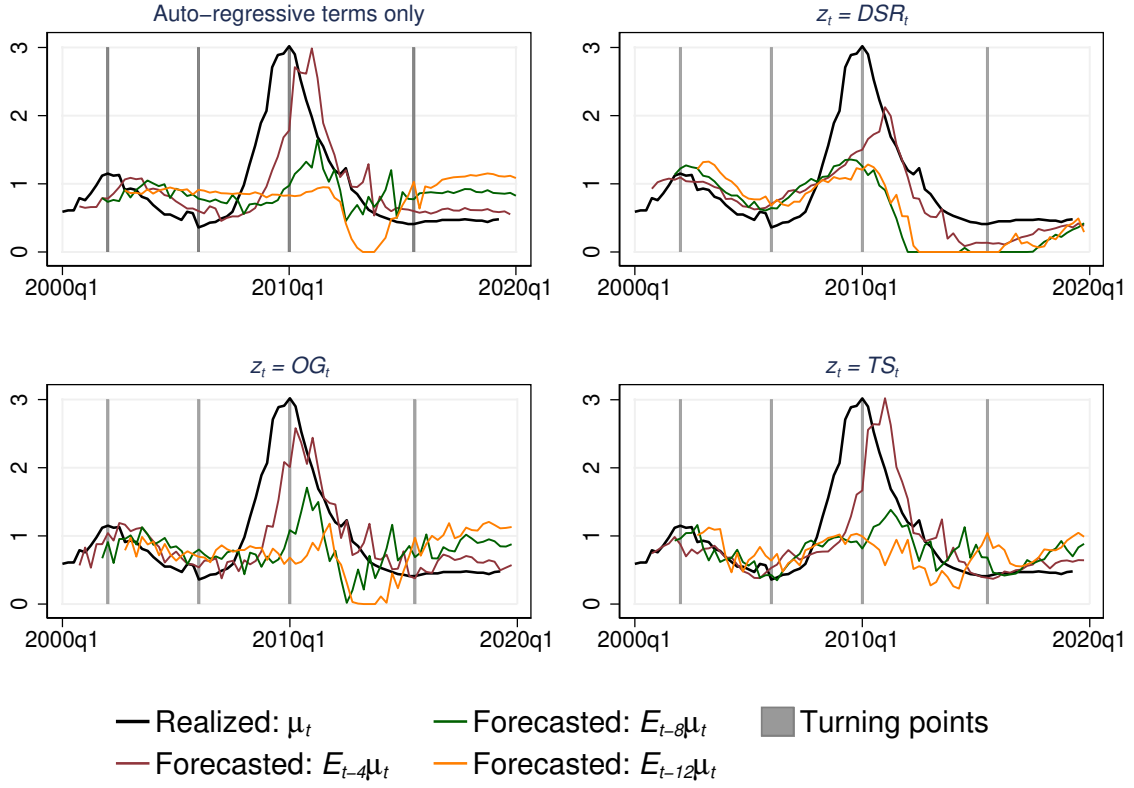 Auto−regressive terms only
z_t = DSR_t
3
2
1
0
2000q1 2010q1 2020q1
3
2
1
0
2000q1 2010q1 2020q1
z_t = OG_t
z_t = TS_t
3
2
1
0
2000q1 2010q1 2020q1
3
2
1
0
2000q1 2010q1 2020q1
Realized: μ_t
Forecasted: E_{t−8}μ_t
Turning points
Forecasted: E_{t−4}μ_t
Forecasted: E_{t−12}μ_t